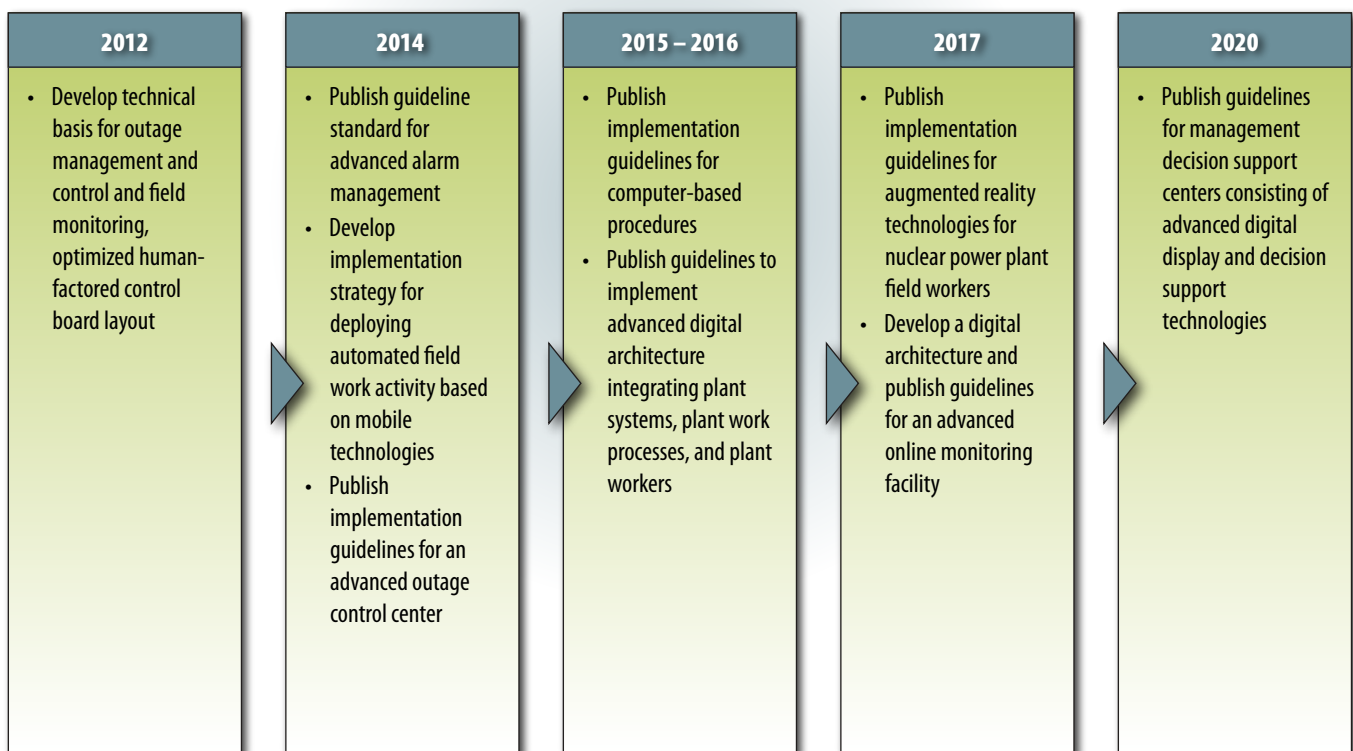 2012
• Develop technical
basis for outage
management and
control and field
monitoring,
optimized human-
factored control
board layout
2014
• Publish guideline
standard for
advanced alarm
management
• Develop
implementation
strategy for
deploying
automated field
work activity based
on mobile
technologies
• Publish
implementation
guidelines for an
advanced outage
control center
2015 – 2016
• Publish
implementation
guidelines for
computer-based
procedures
• Publish guidelines to
implement
advanced digital
architecture
integrating plant
systems, plant work
processes, and plant
workers
2017
• Publish
implementation
guidelines for
augmented reality
technologies for
nuclear power plant
field workers
• Develop a digital
architecture and
publish guidelines
for an advanced
online monitoring
facility
2020
• Publish guidelines
for management
decision support
centers consisting of
advanced digital
display and decision
support
technologies